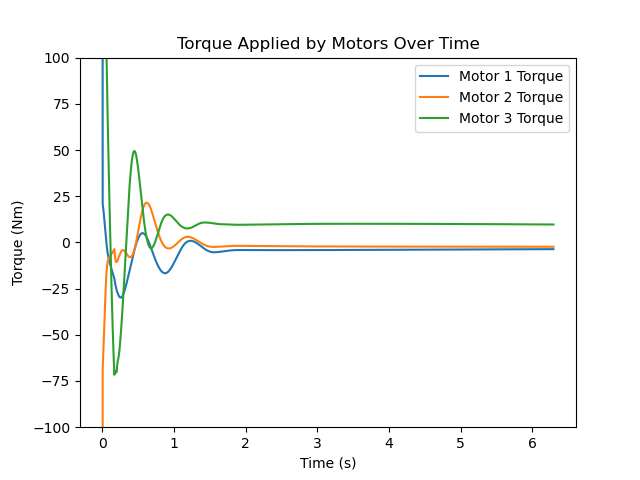 Torque Applied by Motors Over Time
Motor 1 Torque
Motor 2 Torque
Motor 3 Torque
Torque (Nm)
100
75
50
25
0
−25
−50
−75
−100
0 1 2 3 4 5 6
Time (s)